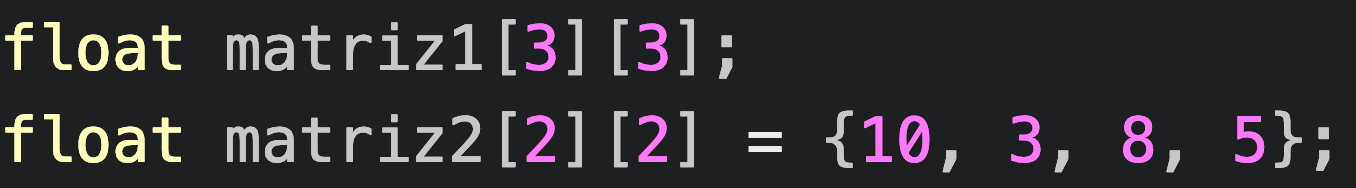 float matriz1[3][3];
float matriz2[2][2] = {10, 3, 8, 5};